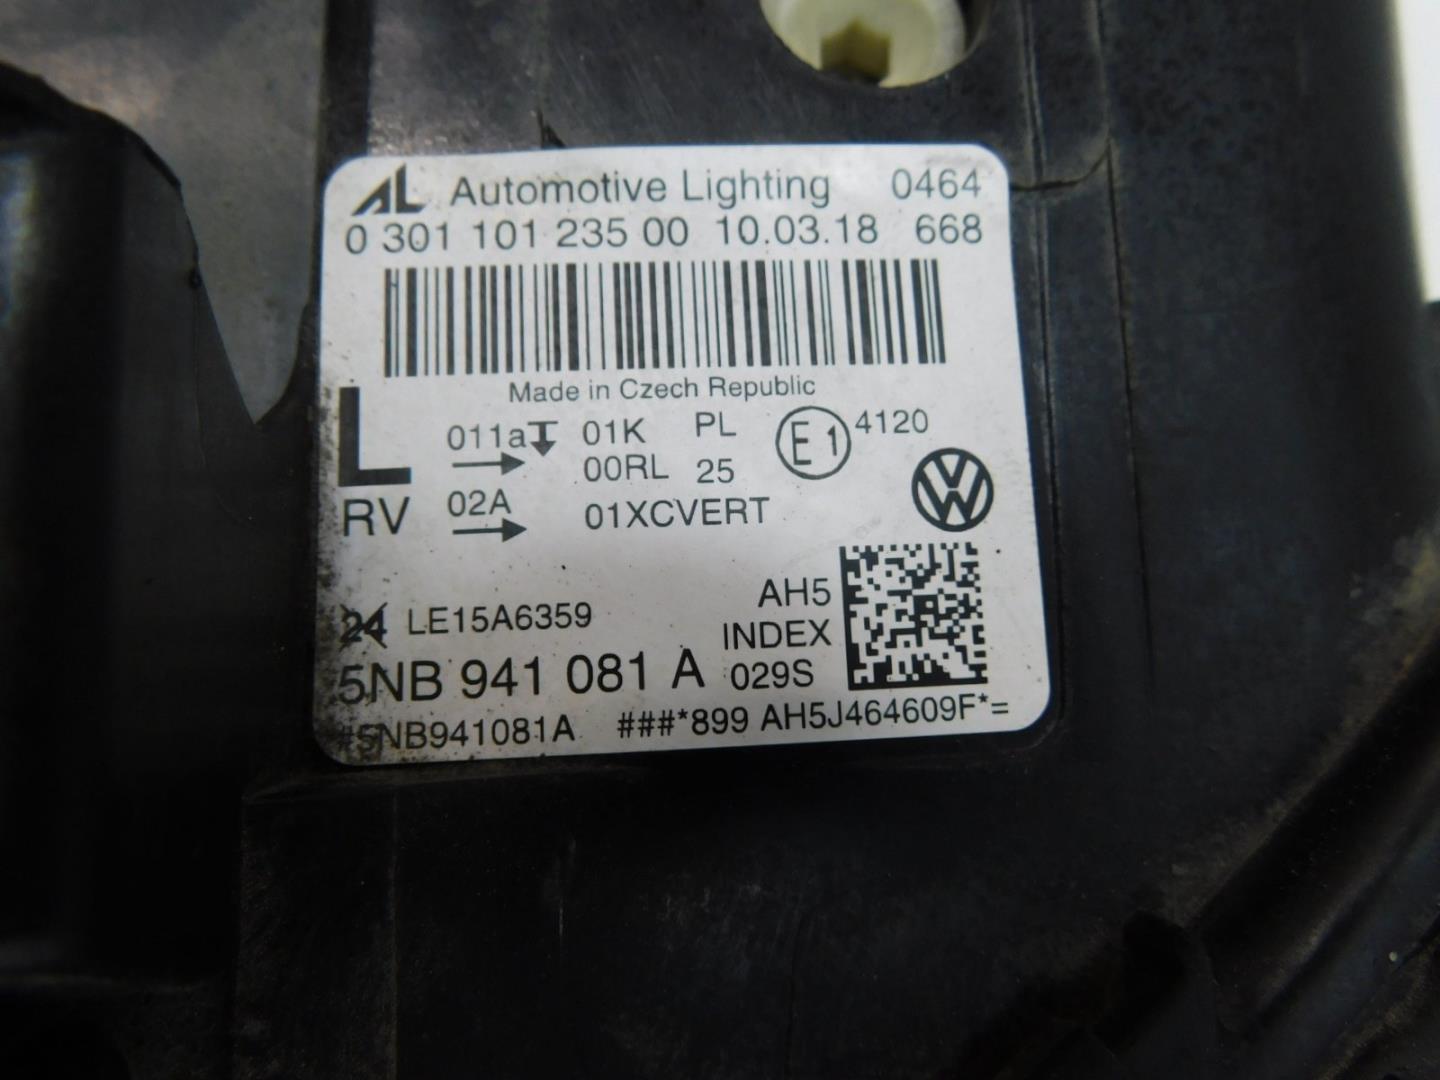 AL Automotive Lighting 0464
0 301 101 235 00 10.03.18 668
Made in Czech Republic
L 011a 01K PL E1 4120
00RL 25
RV 02A 01XCVERT
VW
24 LE15A6359 AH5
INDEX
5NB 941 081 A 029S
#5NB941081A ###*899 AH5J464609F*=